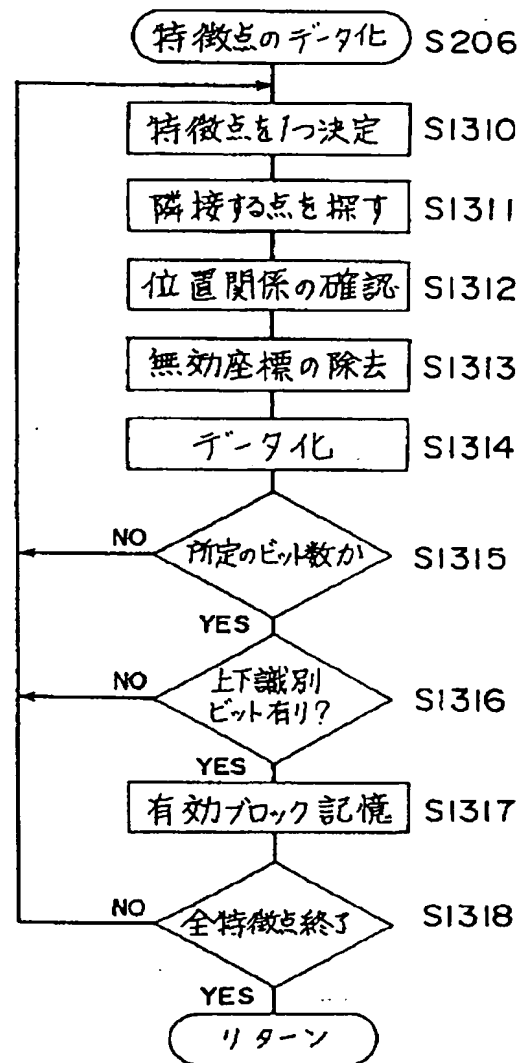 特徴点のデータ化 S206
特徴点を1つ決定 S1310
隣接する点を探す S1311
位置関係の確認 S1312
無効座標の除去 S1313
データ化 S1314
NO 所定のビット数か S1315
YES
NO 上下識別
ビット右り? S1316
YES
有効ブロック記憶 S1317
NO 全特徴点終了 S1318
YES
リターン